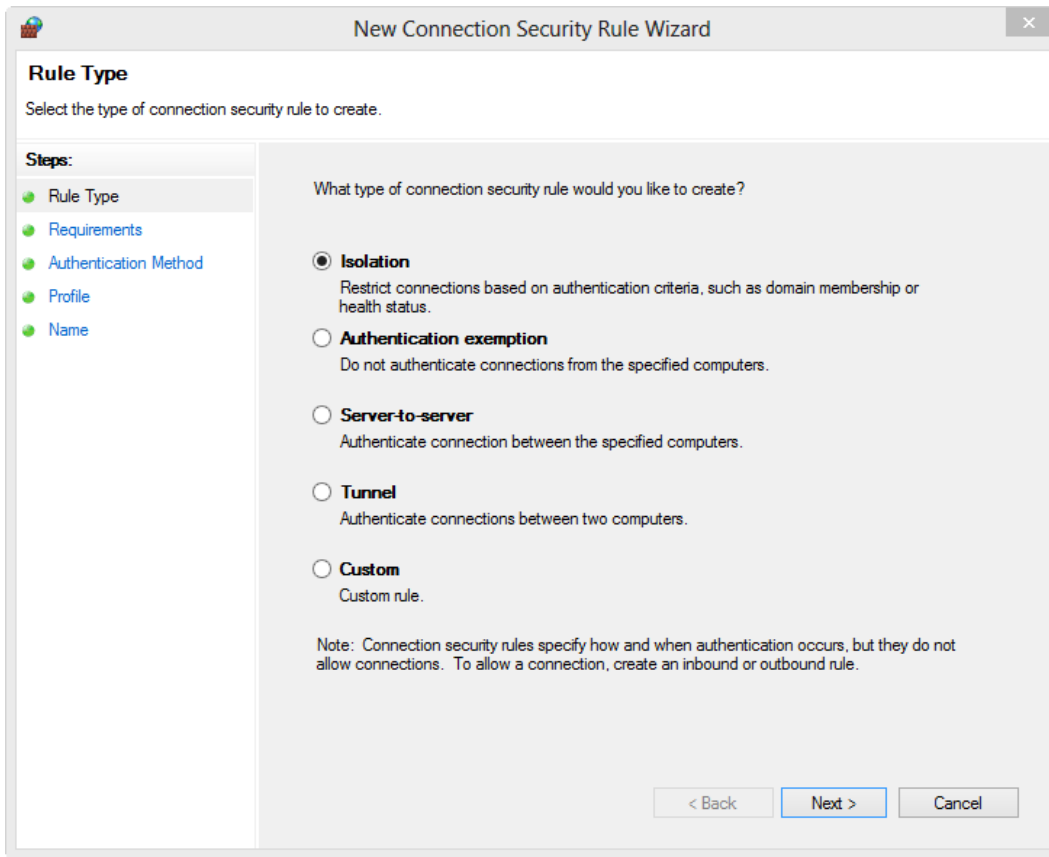 New Connection Security Rule Wizard
Rule Type
Select the type of connection security rule to create.
Steps:
Rule Type
Requirements
Authentication Method
Profile
Name
What type of connection security rule would you like to create?
Isolation
Restrict connections based on authentication criteria, such as domain membership or
health status.
Authentication exemption
Do not authenticate connections from the specified computers.
Server-to-server
Authenticate connection between the specified computers.
Tunnel
Authenticate connections between two computers.
Custom
Custom rule.
Note: Connection security rules specify how and when authentication occurs, but they do not
allow connections. To allow a connection, create an inbound or outbound rule.
< Back
Next >
Cancel